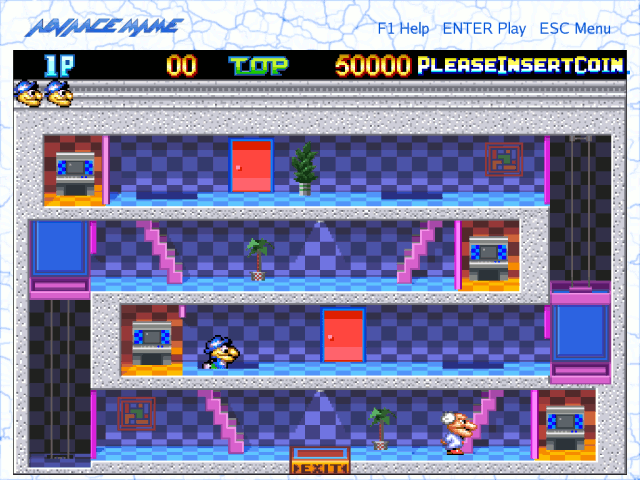 ADVANCE MAME
F1 Help ENTER Play ESC Menu
1P 00 TOP 50000 PLEASEINSERTCOIN
EXIT